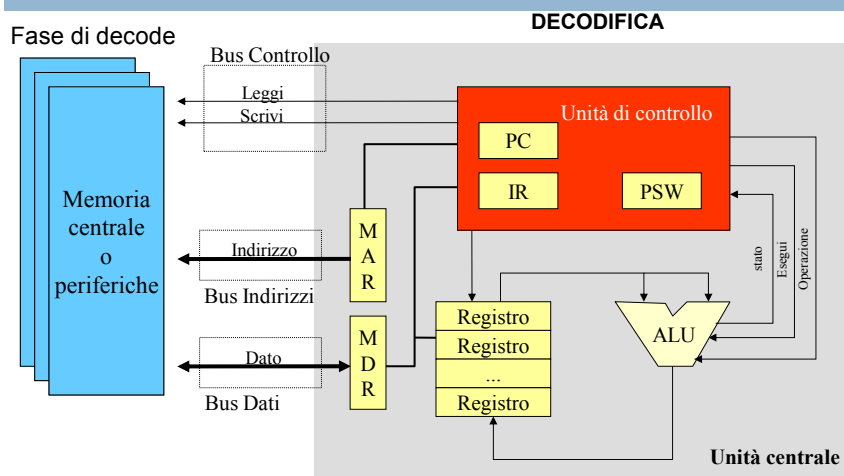 DECODIFICA
Fase di decode
Bus Controllo
Leggi
Scrivi
Unità di controllo
PC
IR
PSW
Memoria
centrale
o
periferiche
M
A
R
Indirizzo
Bus Indirizzi
stato
Esegui
Operazione
Registro
Registro
...
Registro
ALU
M
D
R
Dato
Bus Dati
Unità centrale